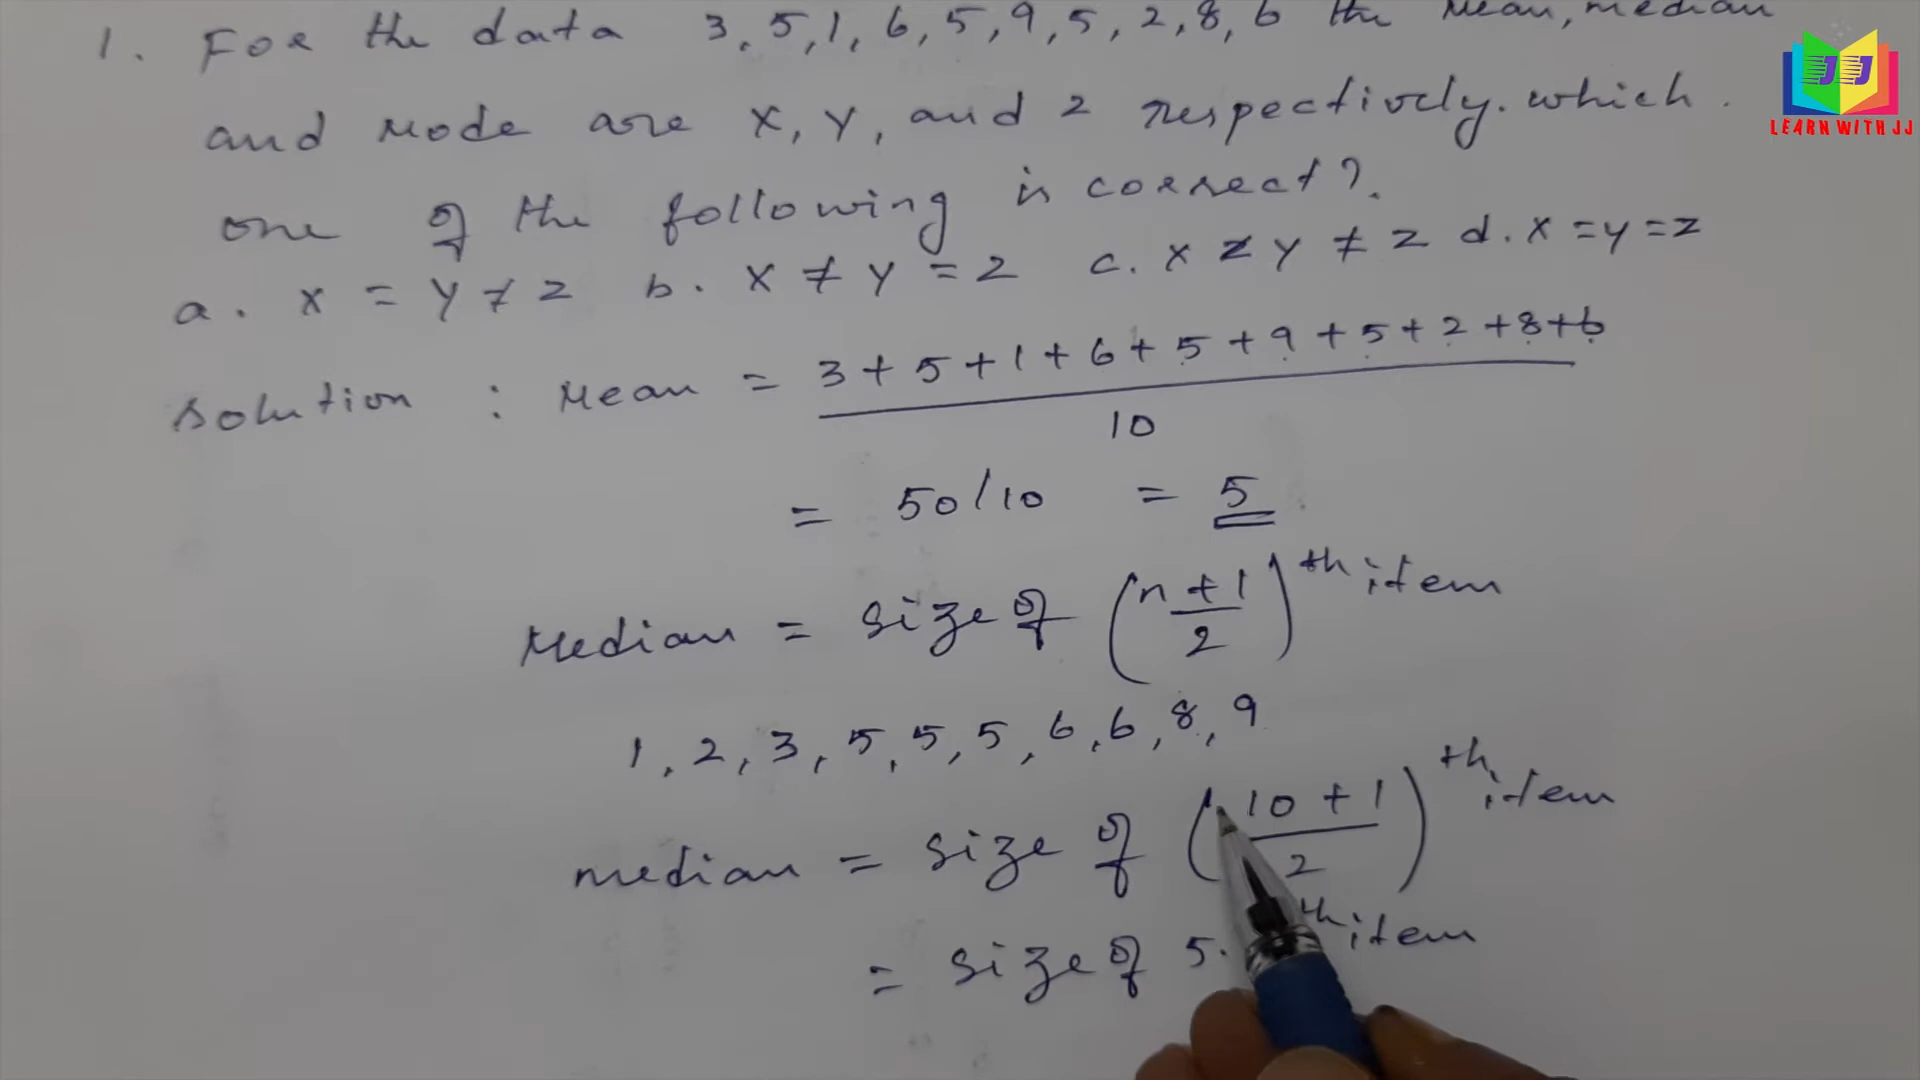 1. For the data 3, 5, 1, 6, 5, 9, 5, 2, 8, 6 the Mean, median
and Mode are X, Y, and Z respectively. which
one of the following is correct?
a. X = Y ≠ Z b. X ≠ Y = Z c. X ≠ Y ≠ Z d. X = Y = Z
Solution : Mean = 3 + 5 + 1 + 6 + 5 + 9 + 5 + 2 + 8 + 6
10
= 50/10 = 5
Median = size of (n + 1 / 2)th item
1, 2, 3, 5, 5, 5, 6, 6, 8, 9
median = size of (10 + 1 / 2)th item
= size of 5. th item
JJ
LEARN WITH JJ